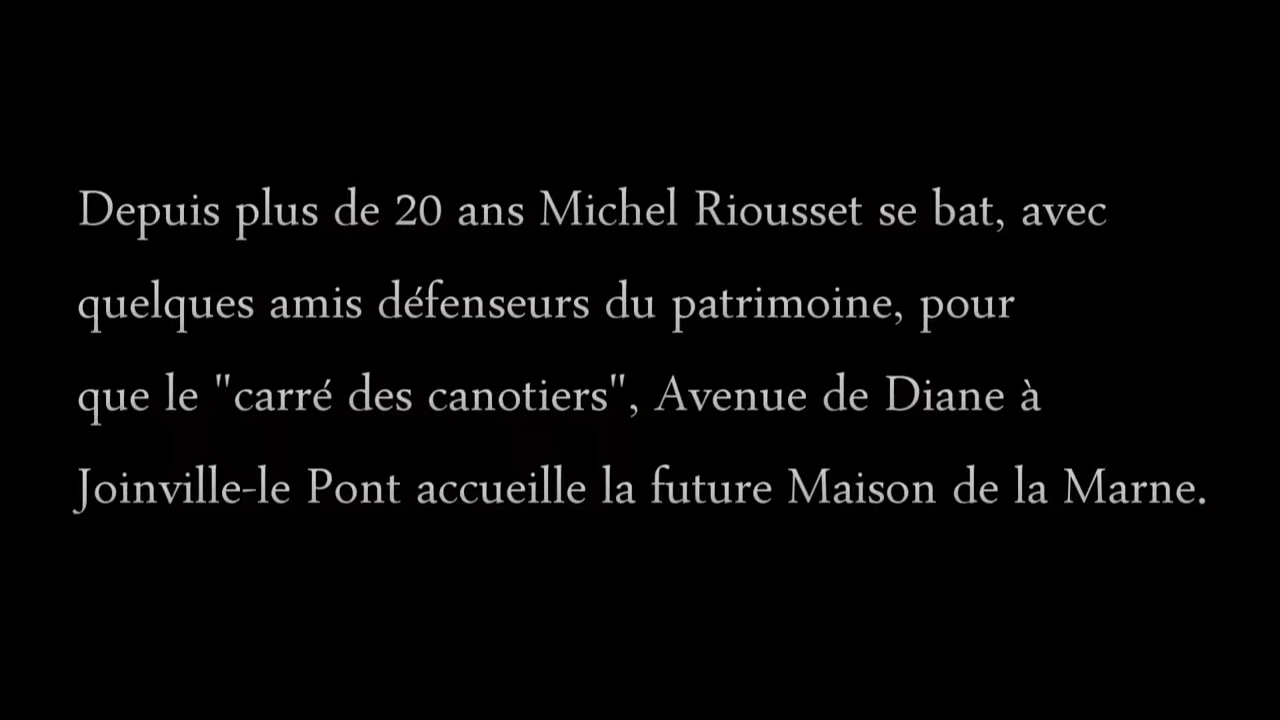 Depuis plus de 20 ans Michel Riousset se bat, avec
quelques amis défenseurs du patrimoine, pour
que le "carré des canotiers", Avenue de Diane à
Joinville-le Pont accueille la future Maison de la Marne.